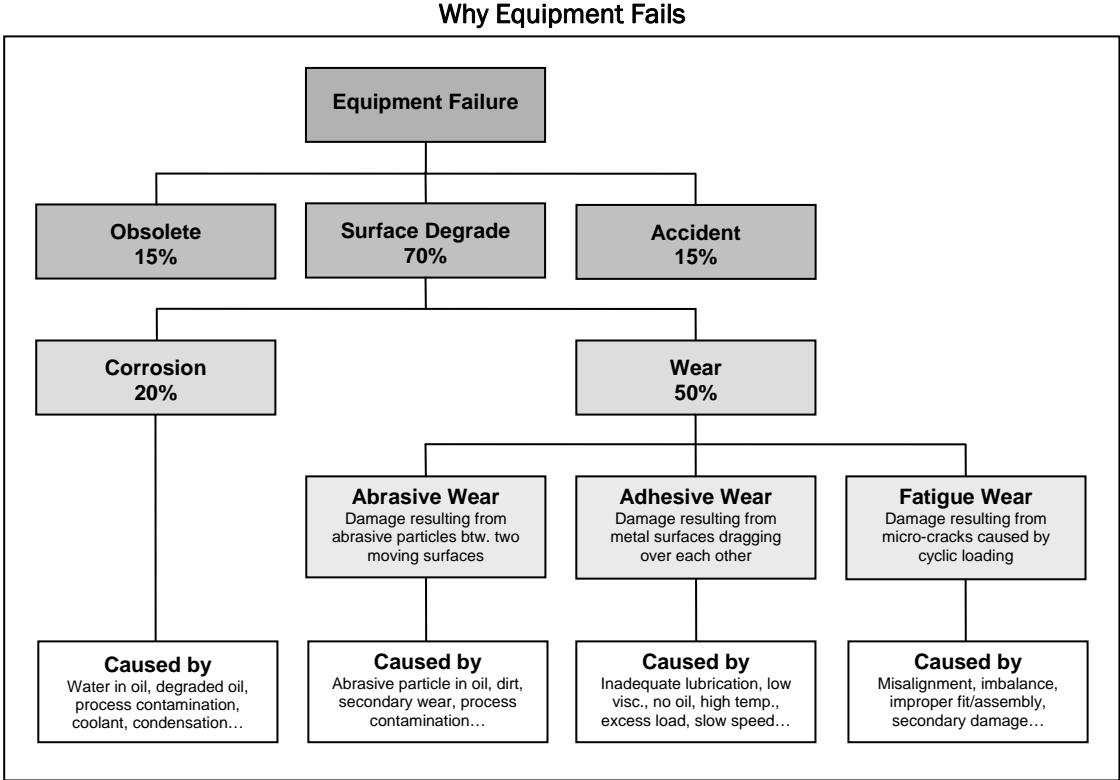 Why Equipment Fails
Equipment Failure
Obsolete
15%
Surface Degrade
70%
Accident
15%
Corrosion
20%
Wear
50%
Abrasive Wear
Damage resulting from
abrasive particles btw. two
moving surfaces
Adhesive Wear
Damage resulting from
metal surfaces dragging
over each other
Fatigue Wear
Damage resulting from
micro-cracks caused by
cyclic loading
Caused by
Water in oil, degraded oil,
process contamination,
coolant, condensation…
Caused by
Abrasive particle in oil, dirt,
secondary wear, process
contamination…
Caused by
Inadequate lubrication, low
visc., no oil, high temp.,
excess load, slow speed…
Caused by
Misalignment, imbalance,
improper fit/assembly,
secondary damage…